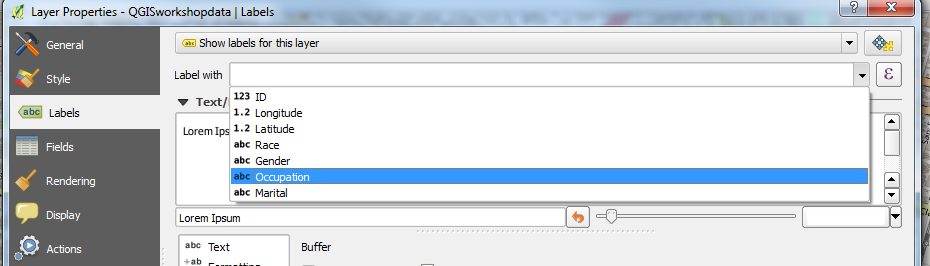 Layer Properties - QGISworkshopdata | Labels
?
General
Style
abc Labels
Fields
Rendering
Display
Actions
abc Show labels for this layer
Label with
ε
123 ID
1.2 Longitude
1.2 Latitude
abc Race
abc Gender
abc Occupation
abc Marital
Text/
Lorem Ips
Lorem Ipsum
abc Text
+ab Formatting
Buffer